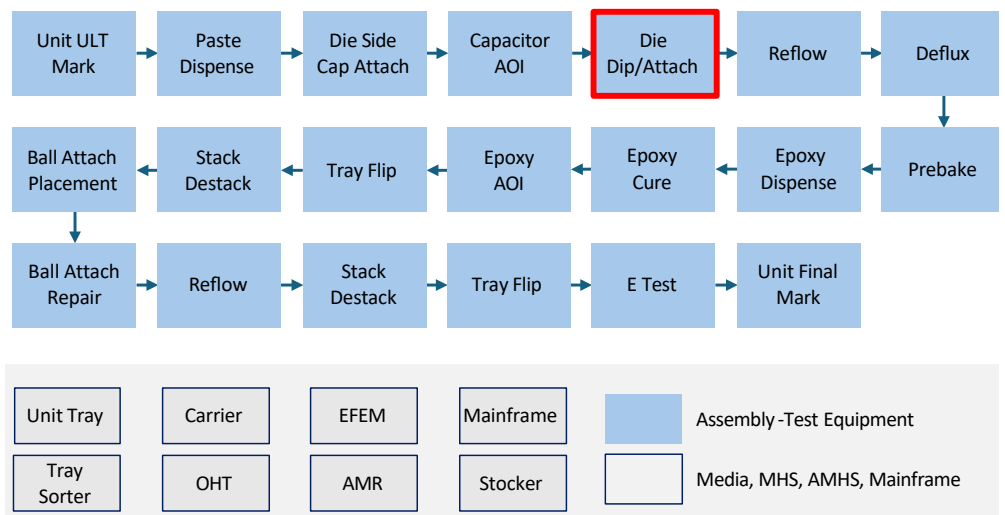 Unit ULT
Mark
Paste
Dispense
Die Side
Cap Attach
Capacitor
AOI
Die
Dip/Attach
Reflow
Deflux
Ball Attach
Placement
Stack
Destack
Tray Flip
Epoxy
AOI
Epoxy
Cure
Epoxy
Dispense
Prebake
Ball Attach
Repair
Reflow
Stack
Destack
Tray Flip
E Test
Unit Final
Mark
Unit Tray
Carrier
EFEM
Mainframe
Assembly-Test Equipment
Tray
Sorter
OHT
AMR
Stocker
Media, MHS, AMHS, Mainframe